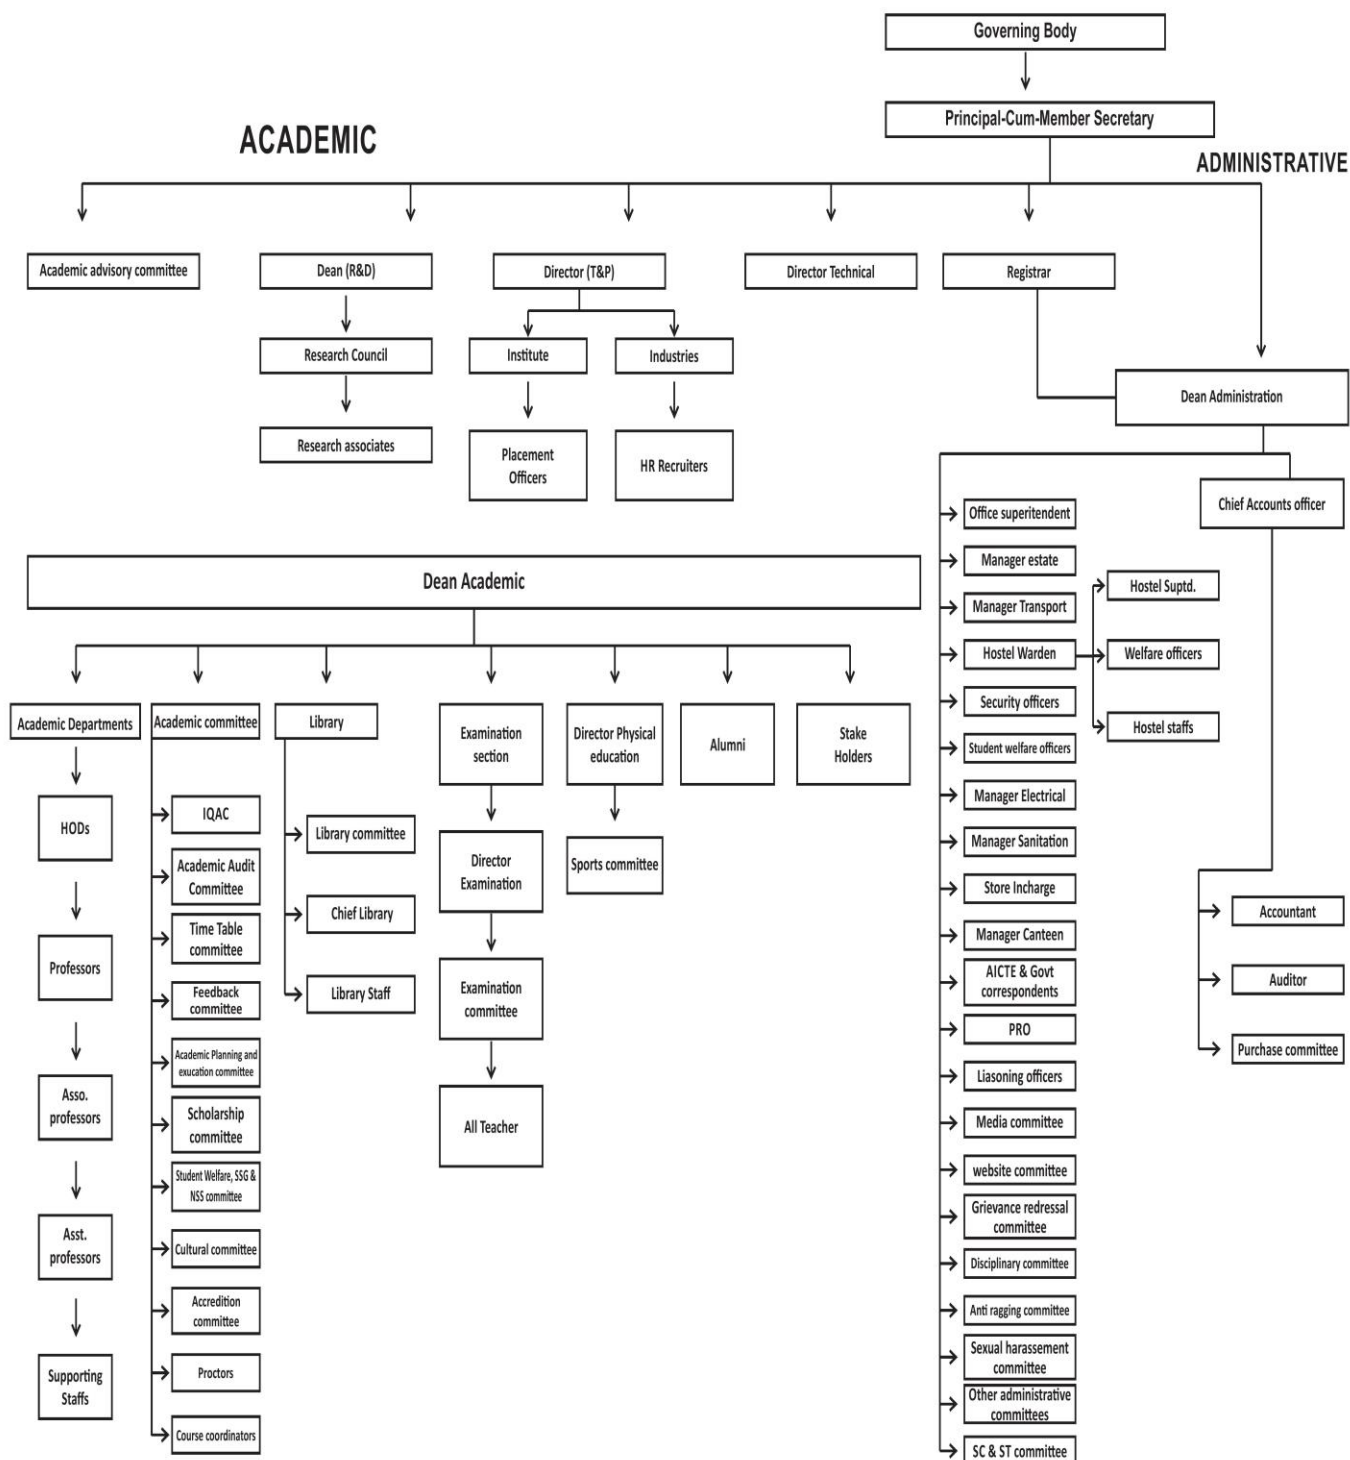 Governing Body
Principal-Cum-Member Secretary
ACADEMIC
ADMINISTRATIVE
Academic advisory committee
Dean (R&D)
Director (T&P)
Director Technical
Registrar
Research Council
Institute
Industries
Dean Administration
Research associates
Placement
Officers
HR Recruiters
Chief Accounts officer
Office superitendent
Manager estate
Manager Transport
Hostel Warden
Security officers
Student welfare officers
Manager Electrical
Manager Sanitation
Store Incharge
Manager Canteen
AICTE & Govt
correspondents
PRO
Liasoning officers
Media committee
website committee
Grievance redressal
committee
Disciplinary committee
Anti ragging committee
Sexual harassement
committee
Other administrative
committees
SC & ST committee
Hostel Suptd.
Welfare officers
Hostel staffs
Accountant
Auditor
Purchase committee
Dean Academic
Academic Departments
Academic committee
Library
Examination
section
Director Physical
education
Alumni
Stake
Holders
HODs
Professors
Asso.
professors
Asst.
professors
Supporting
Staffs
IQAC
Academic Audit
Committee
Time Table
committee
Feedback
committee
Academic Planning and
exucation committee
Scholarship
committee
Student Welfare, SSG &
NSS committee
Cultural committee
Accredition
committee
Proctors
Course coordinators
Library committee
Chief Library
Library Staff
Director
Examination
Examination
committee
All Teacher
Sports committee